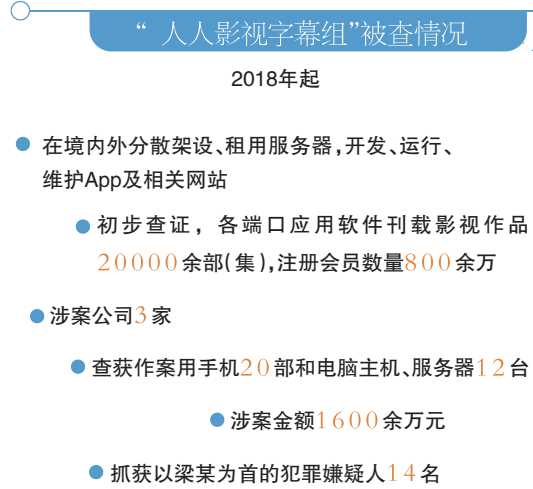 “人人影视字幕组”被查情况
2018年起
在境内外分散架设、租用服务器,开发、运行、
维护App及相关网站
初步查证，各端口应用软件刊载影视作品
20000余部(集),注册会员数量800余万
涉案公司3家
查获作案用手机20部和电脑主机、服务器12台
涉案金额1600余万元
抓获以梁某为首的犯罪嫌疑人14名